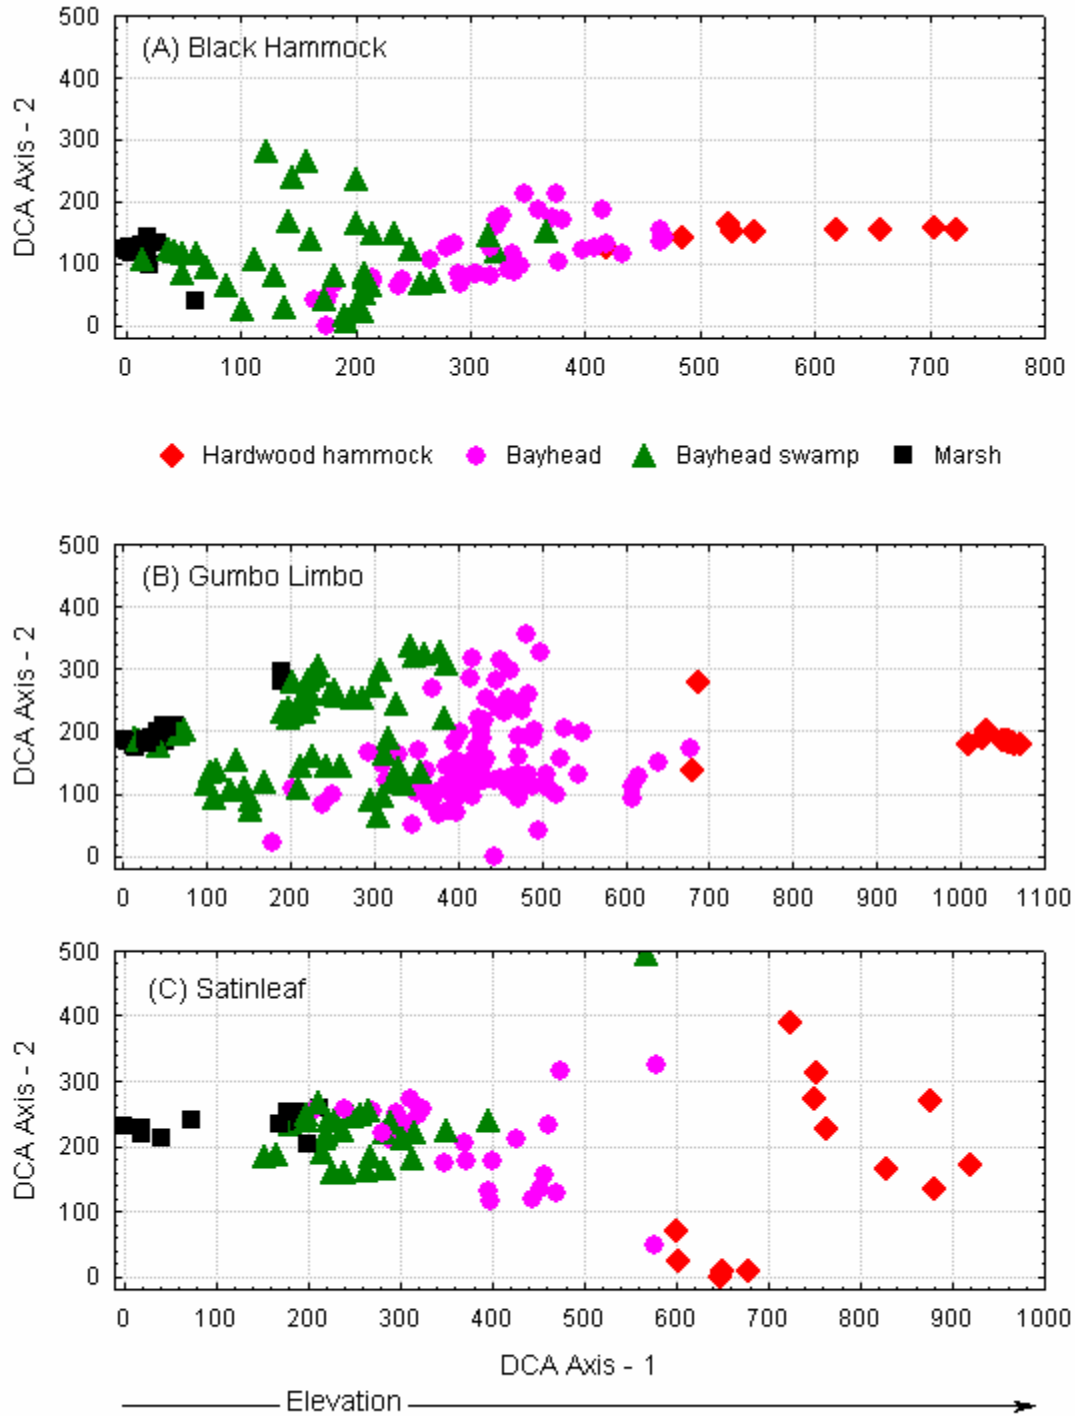 (A) Black Hammock
DCA Axis - 2
500
400
300
200
100
0
0 100 200 300 400 500 600 700 800
Hardwood hammock Bayhead Bayhead swamp Marsh
(B) Gumbo Limbo
DCA Axis - 2
500
400
300
200
100
0
0 100 200 300 400 500 600 700 800 900 1000 1100
(C) Satinleaf
DCA Axis - 2
500
400
300
200
100
0
0 100 200 300 400 500 600 700 800 900 1000
DCA Axis - 1
Elevation